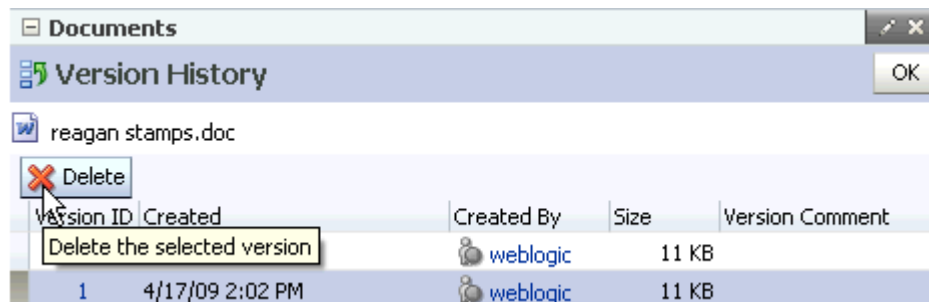 Documents
Version History OK
reagan stamps.doc
Delete
Version ID Created Created By Size Version Comment
Delete the selected version
weblogic 11 KB
1 4/17/09 2:02 PM weblogic 11 KB